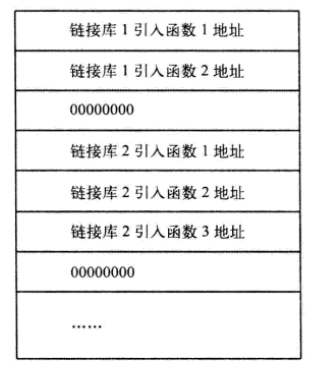 链接库 1 引入函数 1 地址
链接库 1 引入函数 2 地址
00000000
链接库 2 引入函数 1 地址
链接库 2 引入函数 2 地址
链接库 2 引入函数 3 地址
00000000
……